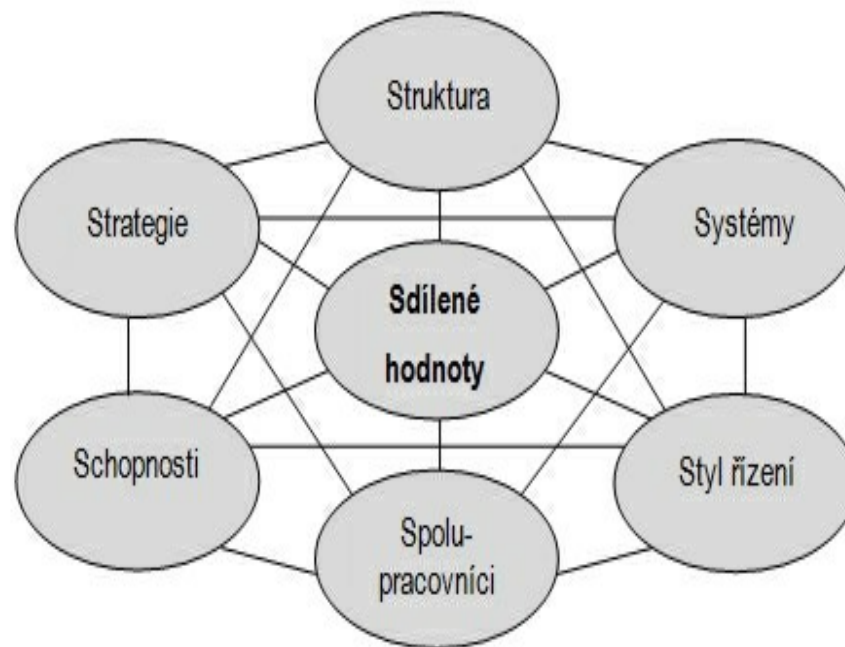 Struktura
Strategie
Systémy
Sdílené
hodnoty
Schopnosti
Styl řízení
Spolu-
pracovníci